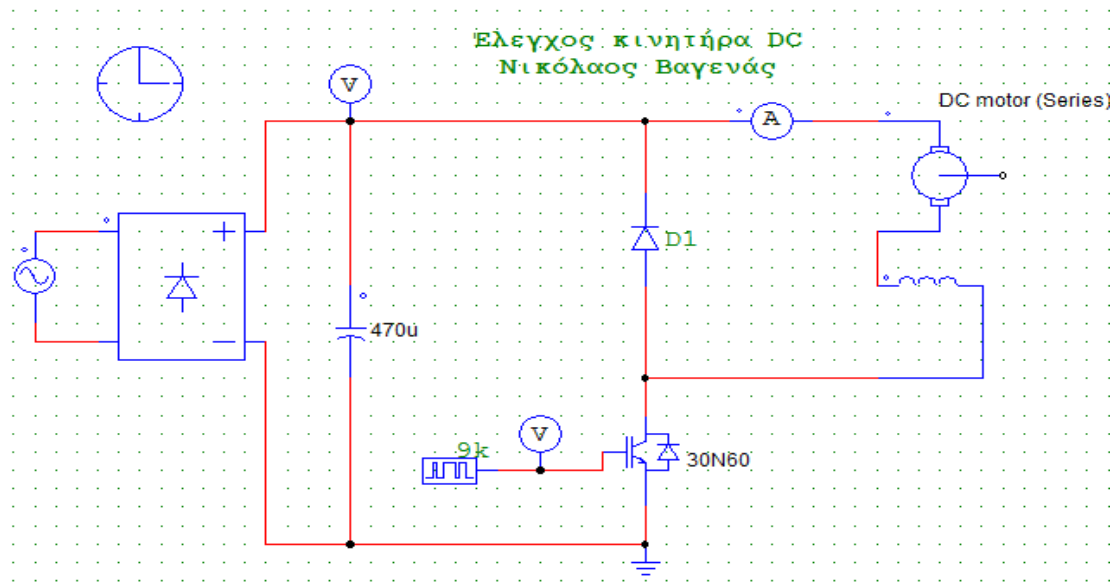 Έλεγχος κινητήρα DC
Νικόλαος Βαγενάς
V
A
DC motor (Series)
D1
470u
V
9k
30N60